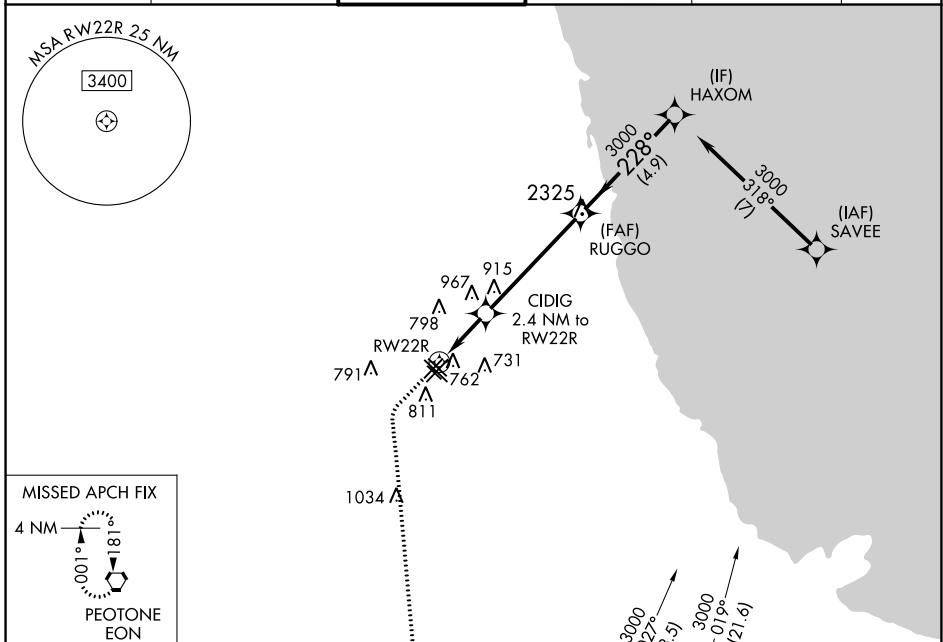 MSA RW22R 25 NM
3400
(IF)
HAXOM
3000
228°
(4.9)
3000
318°
(7)
(IAF)
SAVEE
2325
(FAF)
RUGGO
915
967
798
CIDIG
2.4 NM to
RW22R
RW22R
791
762
731
811
1034
MISSED APCH FIX
4 NM
001°
181°
PEOTONE
EON
3000
3000
019°
(21.6)